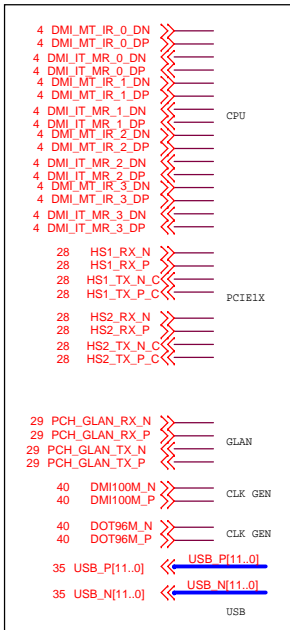 4 DMI_MT_IR_0_DN
4 DMI_MT_IR_0_DP
4 DMI_IT_MR_0_DN
4 DMI_IT_MR_0_DP
4 DMI_MT_IR_1_DN
4 DMI_MT_IR_1_DP
4 DMI_IT_MR_1_DN
CPU
4 DMI_IT_MR_1_DP
4 DMI_MT_IR_2_DN
4 DMI_MT_IR_2_DP
4 DMI_IT_MR_2_DN
4 DMI_IT_MR_2_DP
4 DMI_MT_IR_3_DN
4 DMI_MT_IR_3_DP
4 DMI_IT_MR_3_DN
4 DMI_IT_MR_3_DP
28 HS1_RX_N
28 HS1_RX_P
28 HS1_TX_N_C
28 HS1_TX_P_C
PCIE1X
28 HS2_RX_N
28 HS2_RX_P
28 HS2_TX_N_C
28 HS2_TX_P_C
29 PCH_GLAN_RX_N
29 PCH_GLAN_RX_P
GLAN
29 PCH_GLAN_TX_N
29 PCH_GLAN_TX_P
40 DMI100M_N
CLK GEN
40 DMI100M_P
40 DOT96M_N
CLK GEN
40 DOT96M_P
35 USB_P[11..0] USB_P[11..0]
35 USB_N[11..0] USB_N[11..0]
USB